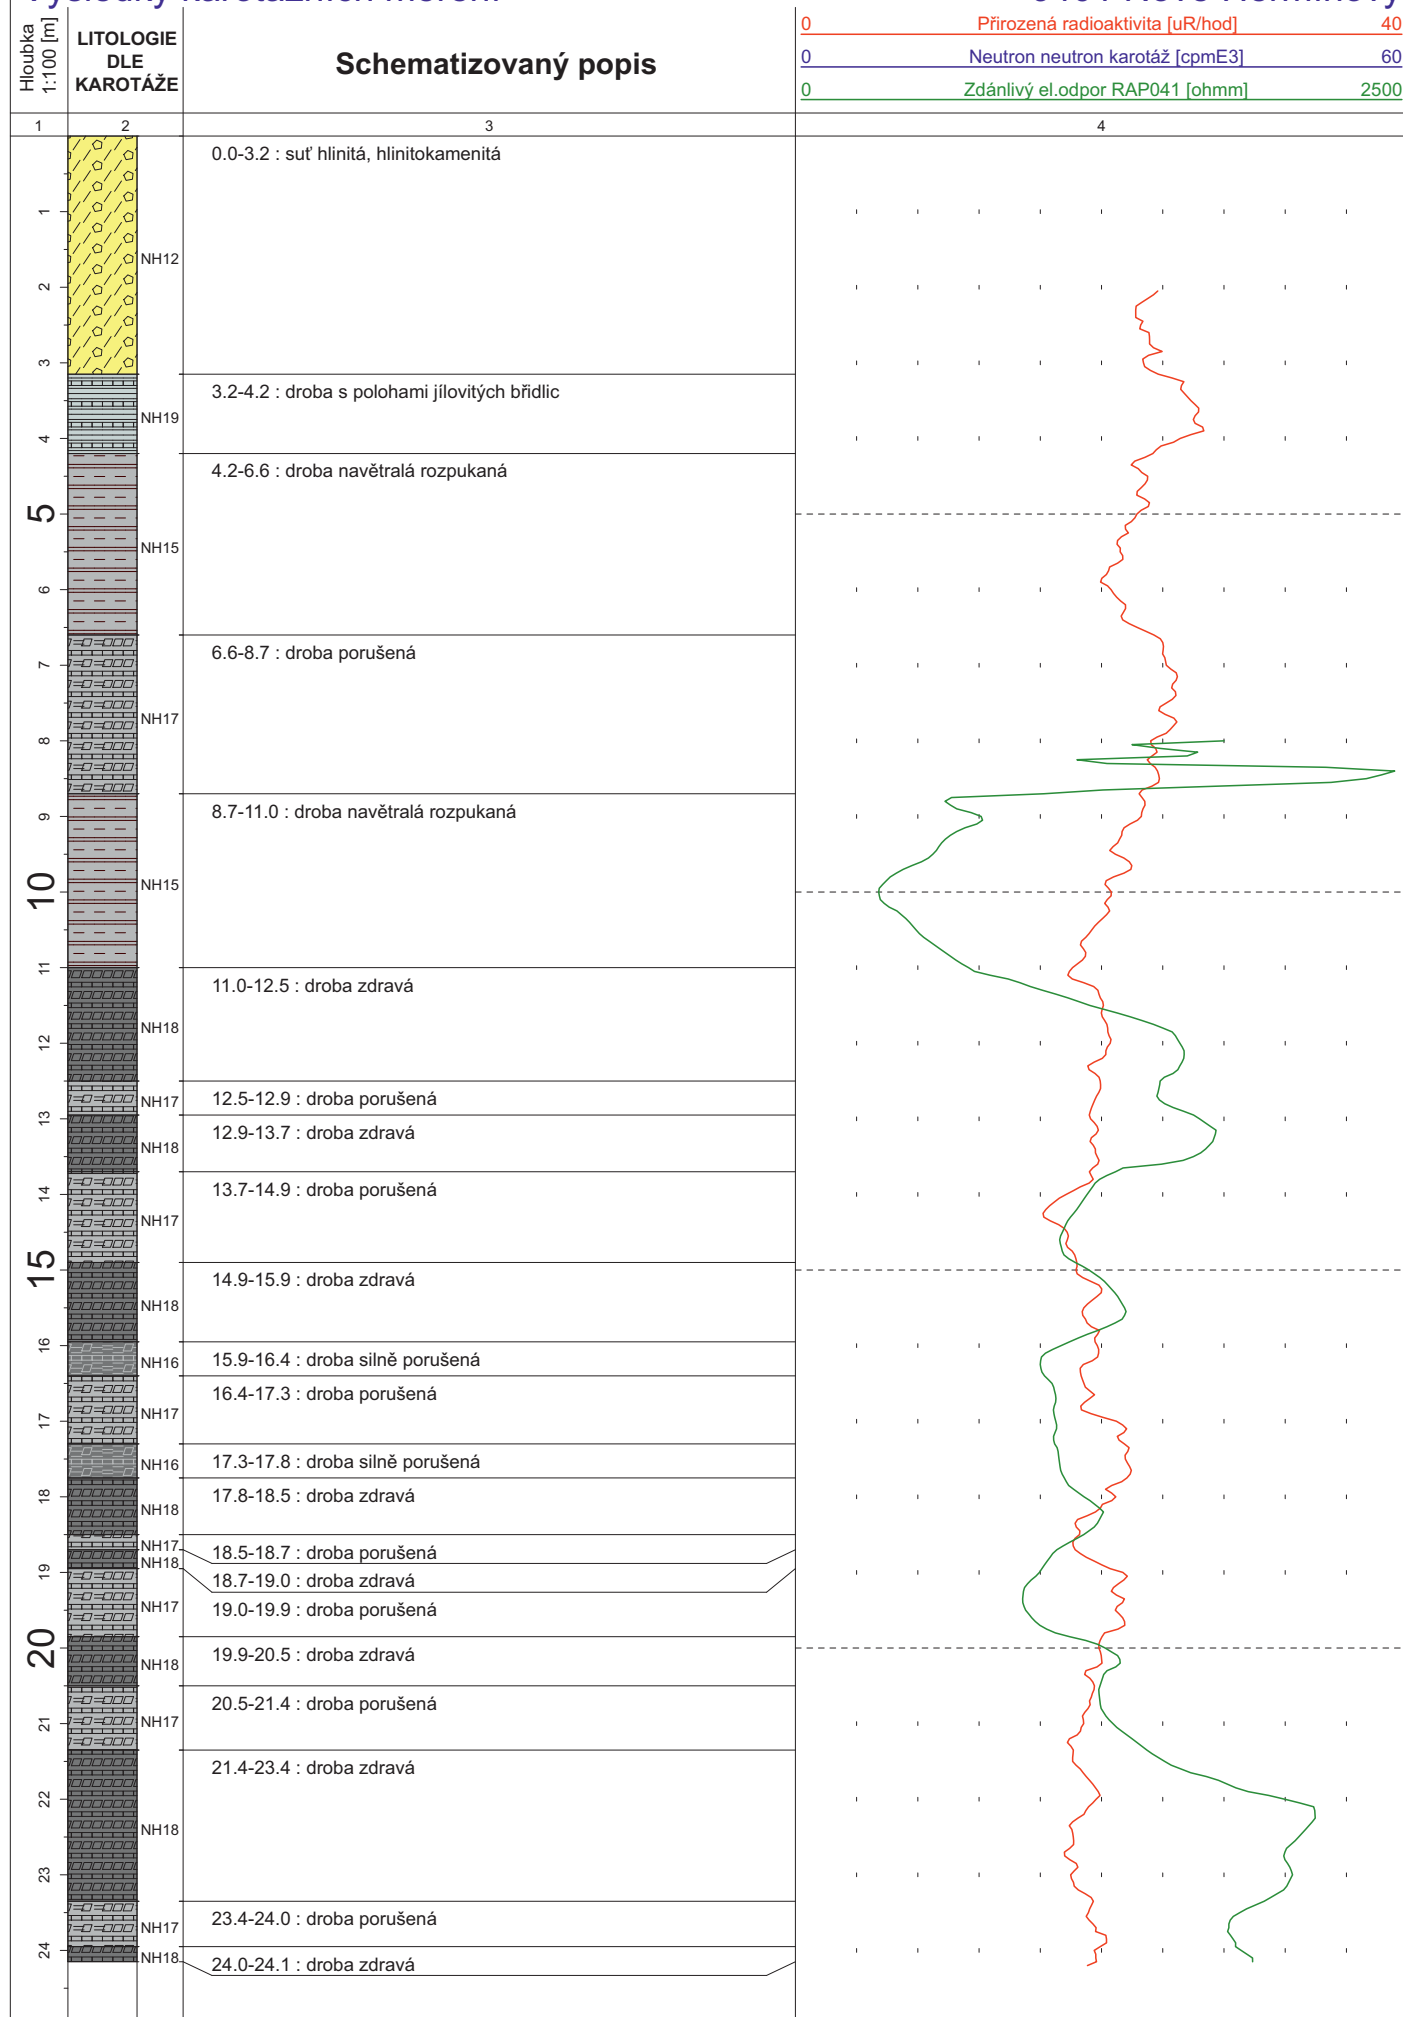 Hloubka
1:100 [m]
LITOLOGIE
DLE
KAROTÁŽE
Schematizovaný popis
0 Přirozená radioaktivita [uR/hod] 40
0 Neutron neutron karotáž [cpmE3] 60
0 Zdánlivý el.odpor RAP041 [ohmm] 2500
1 2 3 4
0.0-3.2 : suť hlinitá, hlinitokamenitá
1
NH12
2
3
3.2-4.2 : droba s polohami jílovitých břidlic
NH19
4
4.2-6.6 : droba navětralá rozpukaná
5
NH15
6
6.6-8.7 : droba porušená
7
NH17
8
8.7-11.0 : droba navětralá rozpukaná
9
NH15
10
11
11.0-12.5 : droba zdravá
NH18
12
NH17 12.5-12.9 : droba porušená
13
12.9-13.7 : droba zdravá
NH18
13.7-14.9 : droba porušená
14
NH17
15
14.9-15.9 : droba zdravá
NH18
16
NH16 15.9-16.4 : droba silně porušená
16.4-17.3 : droba porušená
NH17
17
NH16 17.3-17.8 : droba silně porušená
17.8-18.5 : droba zdravá
18
NH18
NH17
18.5-18.7 : droba porušená
NH18
19
18.7-19.0 : droba zdravá
NH17 19.0-19.9 : droba porušená
20
19.9-20.5 : droba zdravá
NH18
20.5-21.4 : droba porušená
21
NH17
21.4-23.4 : droba zdravá
22
NH18
23
23.4-24.0 : droba porušená
NH17
24
NH18 24.0-24.1 : droba zdravá